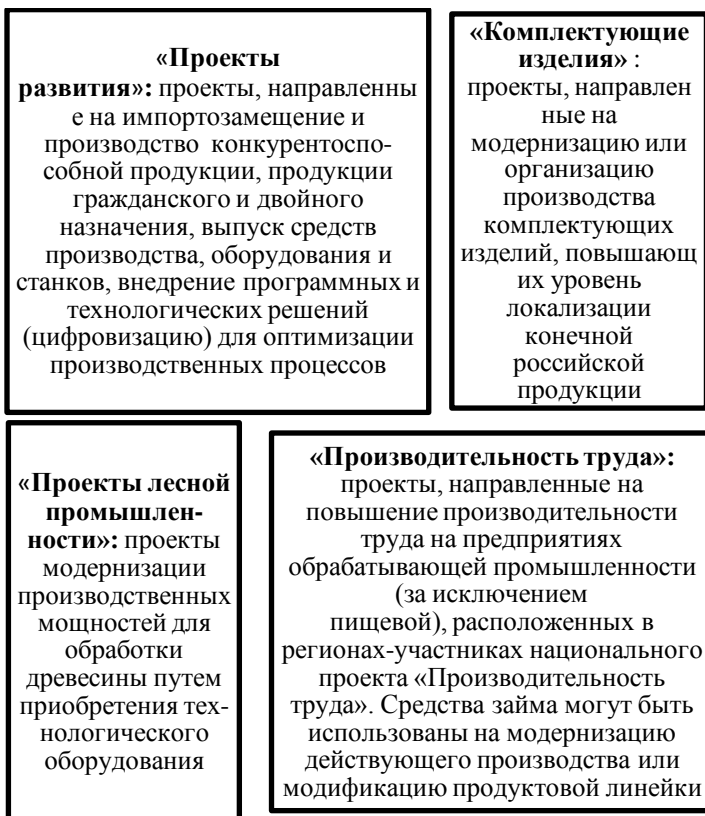 «Проекты
развития»: проекты, направленны
е на импортозамещение и
производство конкурентоспо-
собной продукции, продукции
гражданского и двойного
назначения, выпуск средств
производства, оборудования и
станков, внедрение программных и
технологических решений
(цифровизацию) для оптимизации
производственных процессов
«Комплектующие
изделия» :
проекты, направлен
ные на
модернизацию или
организацию
производства
комплектующих
изделий, повышающ
их уровень
локализации
конечной
российской
продукции
«Проекты лесной
промышлен-
ности»: проекты
модернизации
производственных
мощностей для
обработки
древесины путем
приобретения тех-
нологического
оборудования
«Производительность труда»:
проекты, направленные на
повышение производительности
труда на предприятиях
обрабатывающей промышленности
(за исключением
пищевой), расположенных в
регионах-участниках национального
проекта «Производительность
труда». Средства займа могут быть
использованы на модернизацию
действующего производства или
модификацию продуктовой линейки